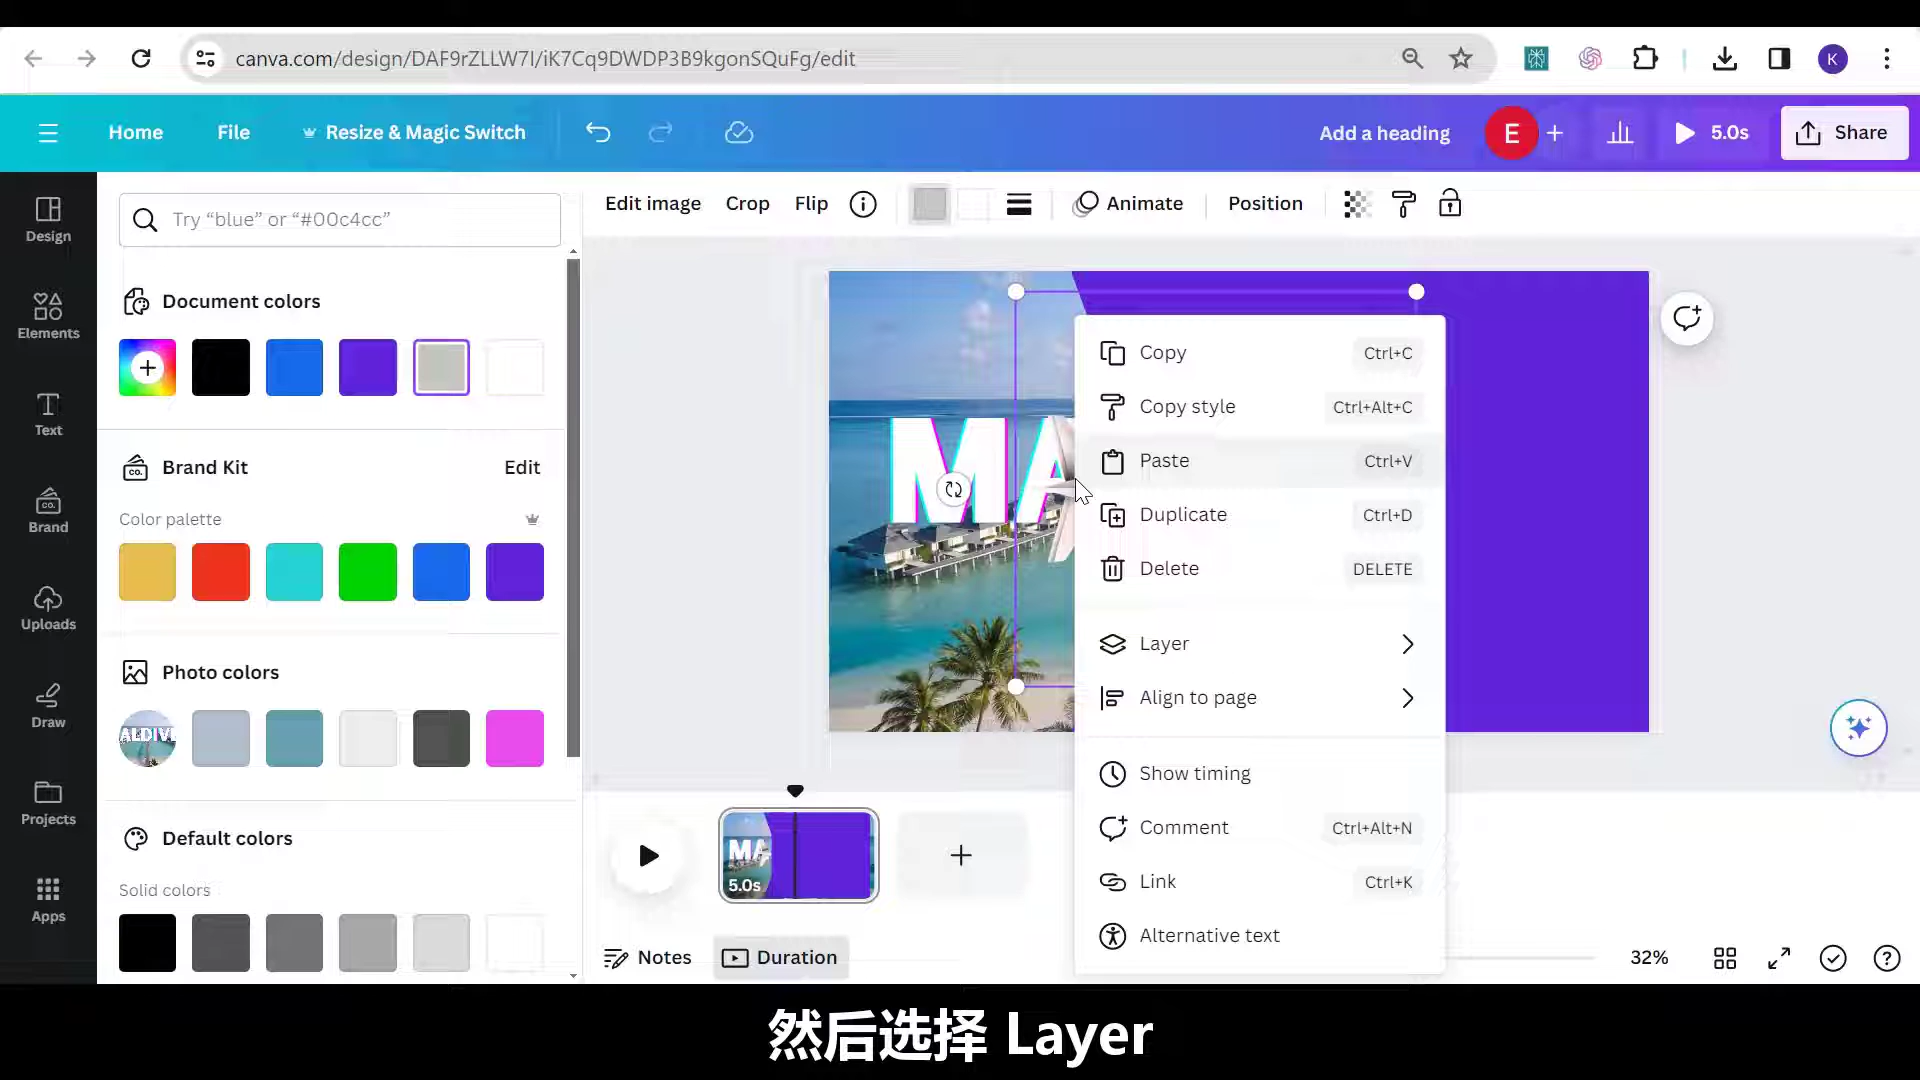 canva.com/design/DAF9rZLLW7I/iK7Cq9DWDP3B9kgonSQuFg/edit
K
Home
File
Resize & Magic Switch
Add a heading
E
5.0s
Share
Design
Elements
Text
Brand
Uploads
Draw
Projects
Apps
Try “blue” or “#00c4cc”
Document colors
Brand Kit
Edit
Color palette
Photo colors
ALDIVE
Default colors
Solid colors
Edit image
Crop
Flip
Animate
Position
MA
Copy Ctrl+C
Copy style Ctrl+Alt+C
Paste Ctrl+V
Duplicate Ctrl+D
Delete DELETE
Layer
Align to page
Show timing
Comment Ctrl+Alt+N
Link Ctrl+K
Alternative text
MA
5.0s
Notes
Duration
32%
然后选择 Layer